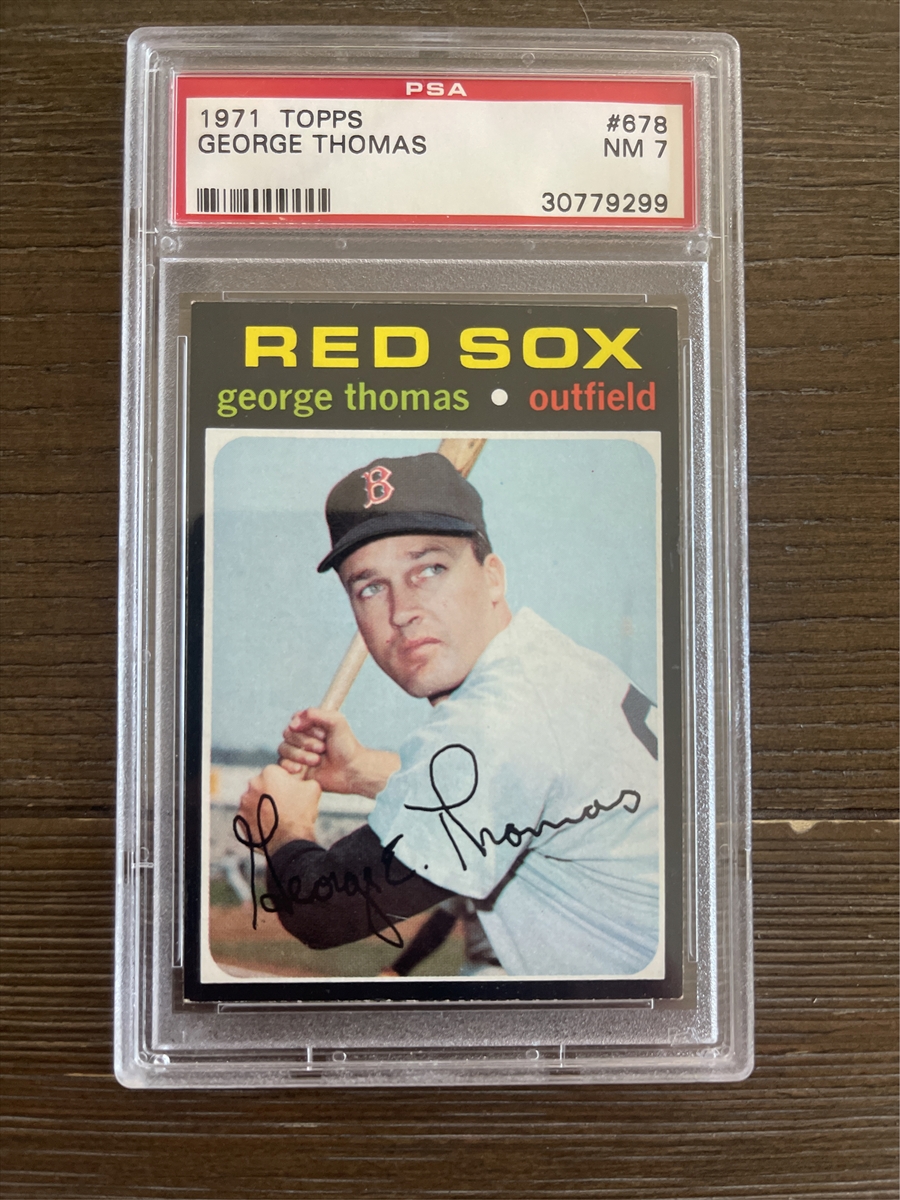 PSA
1971 TOPPS #678
GEORGE THOMAS NM 7
30779299
RED SOX
george thomas • outfield
B
George E. Thomas